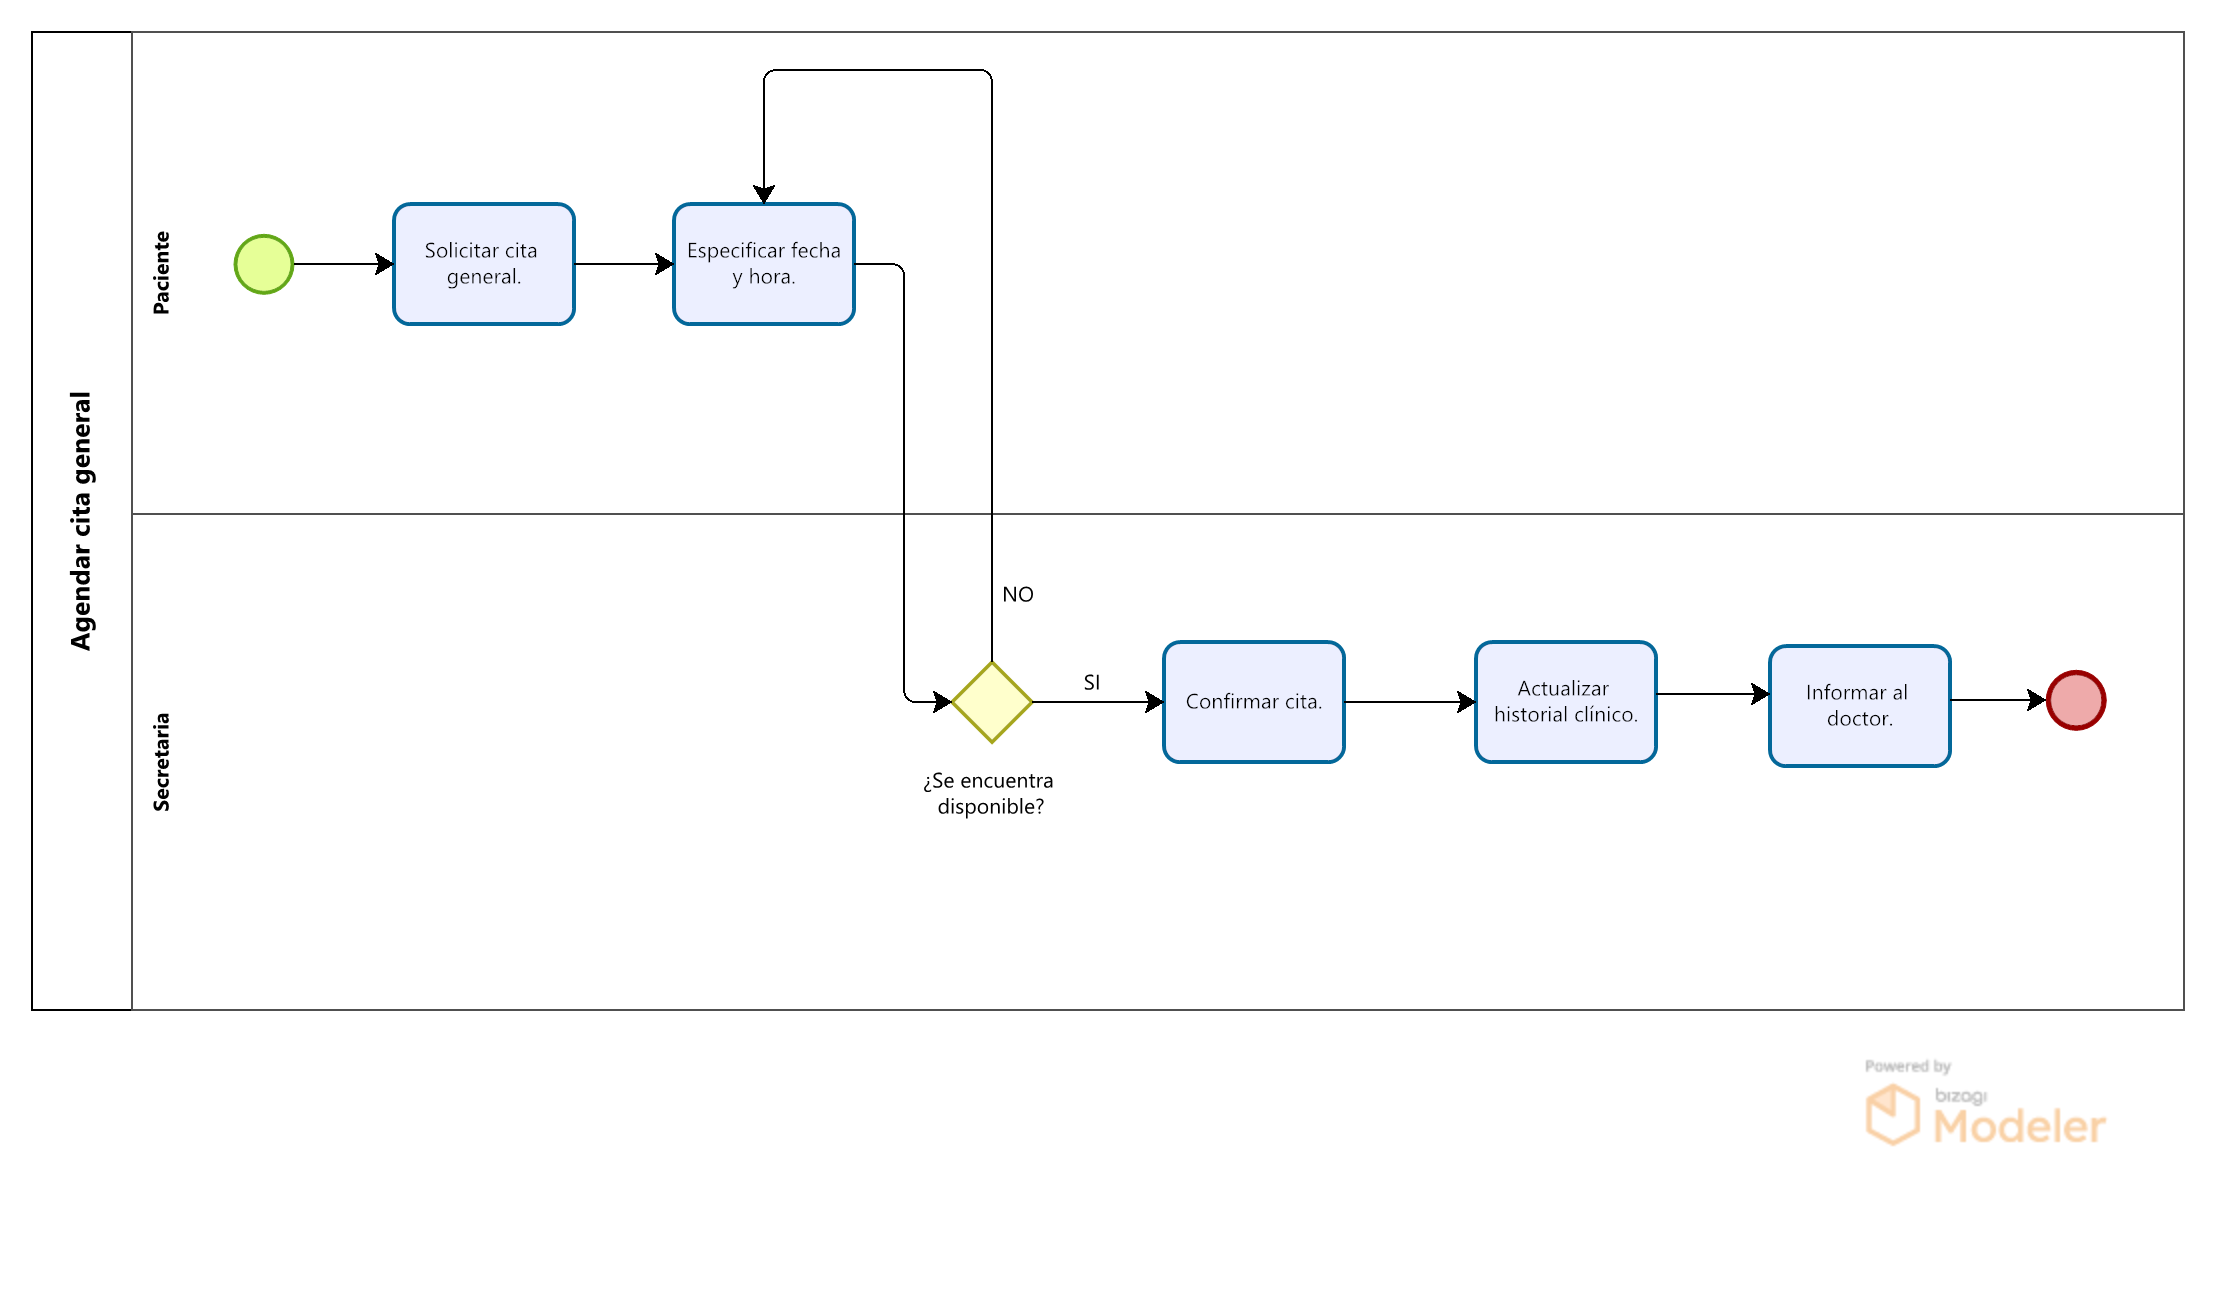 Agendar cita general
Paciente
Solicitar cita
general.
Especificar fecha
y hora.
Secretaria
NO
¿Se encuentra
disponible?
SI
Confirmar cita.
Actualizar
historial clínico.
Informar al
doctor.
Powered by
bizagi
Modeler